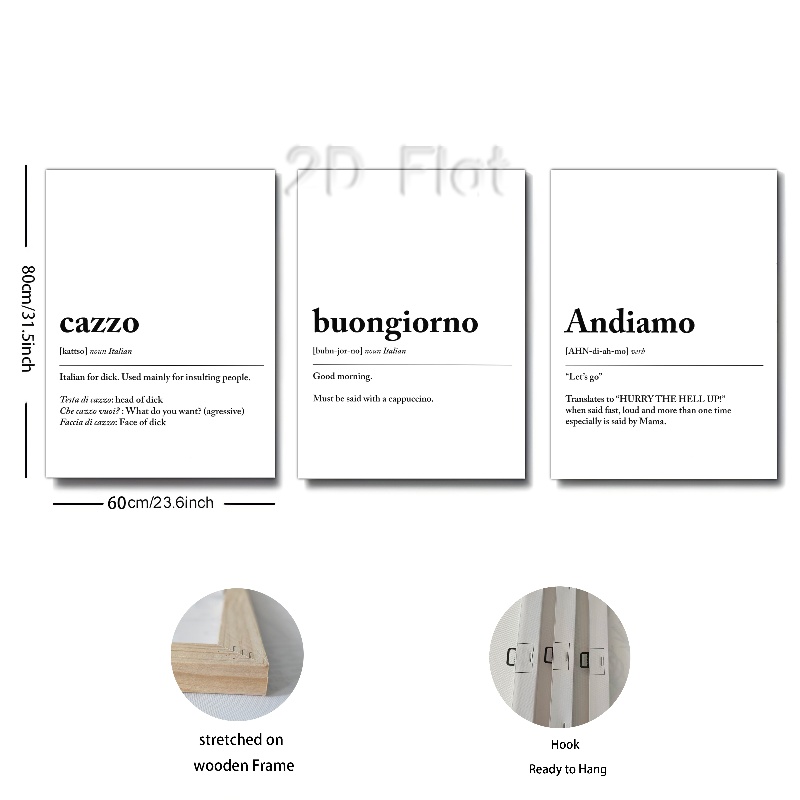 2D Flat
cazzo
[kattso] noun Italian
Italian for dick. Used mainly for insulting people.
Testa di cazzo: head of dick
Che cazzo vuoi? : What do you want? (agressive)
Faccia di cazzo: Face of dick
buongiorno
[buhn-jor-no] noun Italian
Good morning.
Must be said with a cappuccino.
Andiamo
[AHN-di-ah-mo] verb
“Let’s go”
Translates to “HURRY THE HELL UP!”
when said fast, loud and more than one time
especially is said by Mama.
80cm/31.5inch
60cm/23.6inch
stretched on
wooden Frame
Hook
Ready to Hang